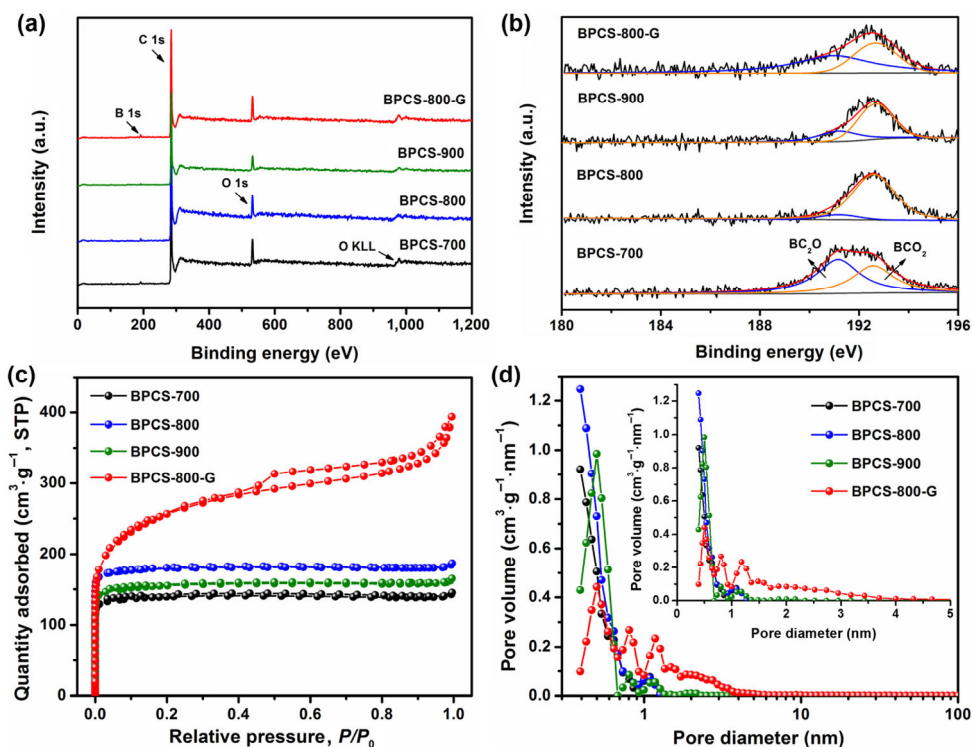 (a)
C 1s
B 1s
O 1s
O KLL
BPCS-800-G
BPCS-900
BPCS-800
BPCS-700
Intensity (a.u.)
0 200 400 600 800 1,000 1,200
Binding energy (eV)
(b)
BPCS-800-G
BPCS-900
BPCS-800
BPCS-700
BC₂O
BCO₂
Intensity (a.u.)
180 184 188 192 196
Binding energy (eV)
(c)
BPCS-700
BPCS-800
BPCS-900
BPCS-800-G
400
350
300
250
200
150
100
50
0
Quantity adsorbed (cm³·g⁻¹, STP)
0.0 0.2 0.4 0.6 0.8 1.0
Relative pressure, P/P₀
(d)
BPCS-700
BPCS-800
BPCS-900
BPCS-800-G
1.2
1.0
0.8
0.6
0.4
0.2
0.0
Pore volume (cm³·g⁻¹·nm⁻¹)
1 10 100
Pore diameter (nm)
1.2
1.0
0.8
0.6
0.4
0.2
0.0
Pore volume (cm³·g⁻¹·nm⁻¹)
0 1 2 3 4 5
Pore diameter (nm)